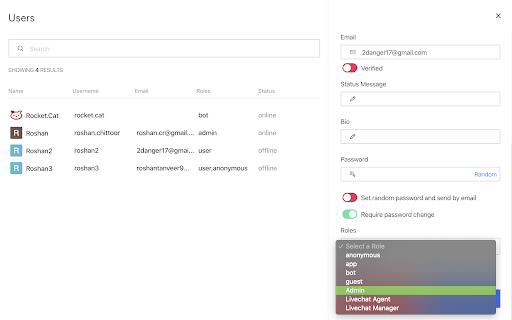 Users
Search
SHOWING 4 RESULTS
Name Username Email Roles Status
Rocket.Cat rocket.cat bot online
R Roshan roshan.chittoor roshan.cr@gmail.... admin online
R Roshan2 roshan2 2danger17@gmai... user offline
R Roshan3 roshan3 roshantanveer9... user,anonymous offline
Email
2danger17@gmail.com
Verified
Status Message
Bio
Password
Random
Set random password and send by email
Require password change
Roles
✓ Select a Role
anonymous
app
bot
guest
Admin
Livechat Agent
Livechat Manager